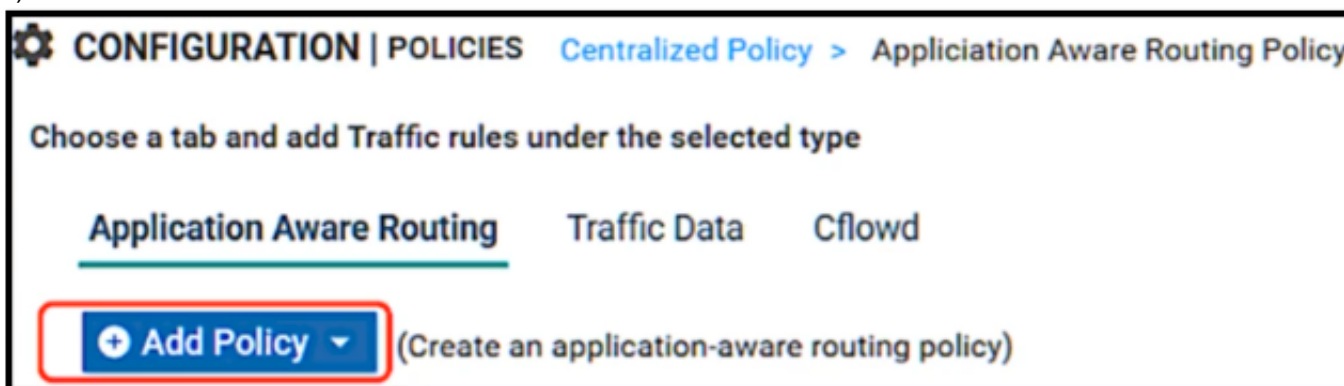 CONFIGURATION | POLICIES Centralized Policy > Appliciation Aware Routing Policy
Choose a tab and add Traffic rules under the selected type
Application Aware Routing Traffic Data Cflowd
Add Policy (Create an application-aware routing policy)